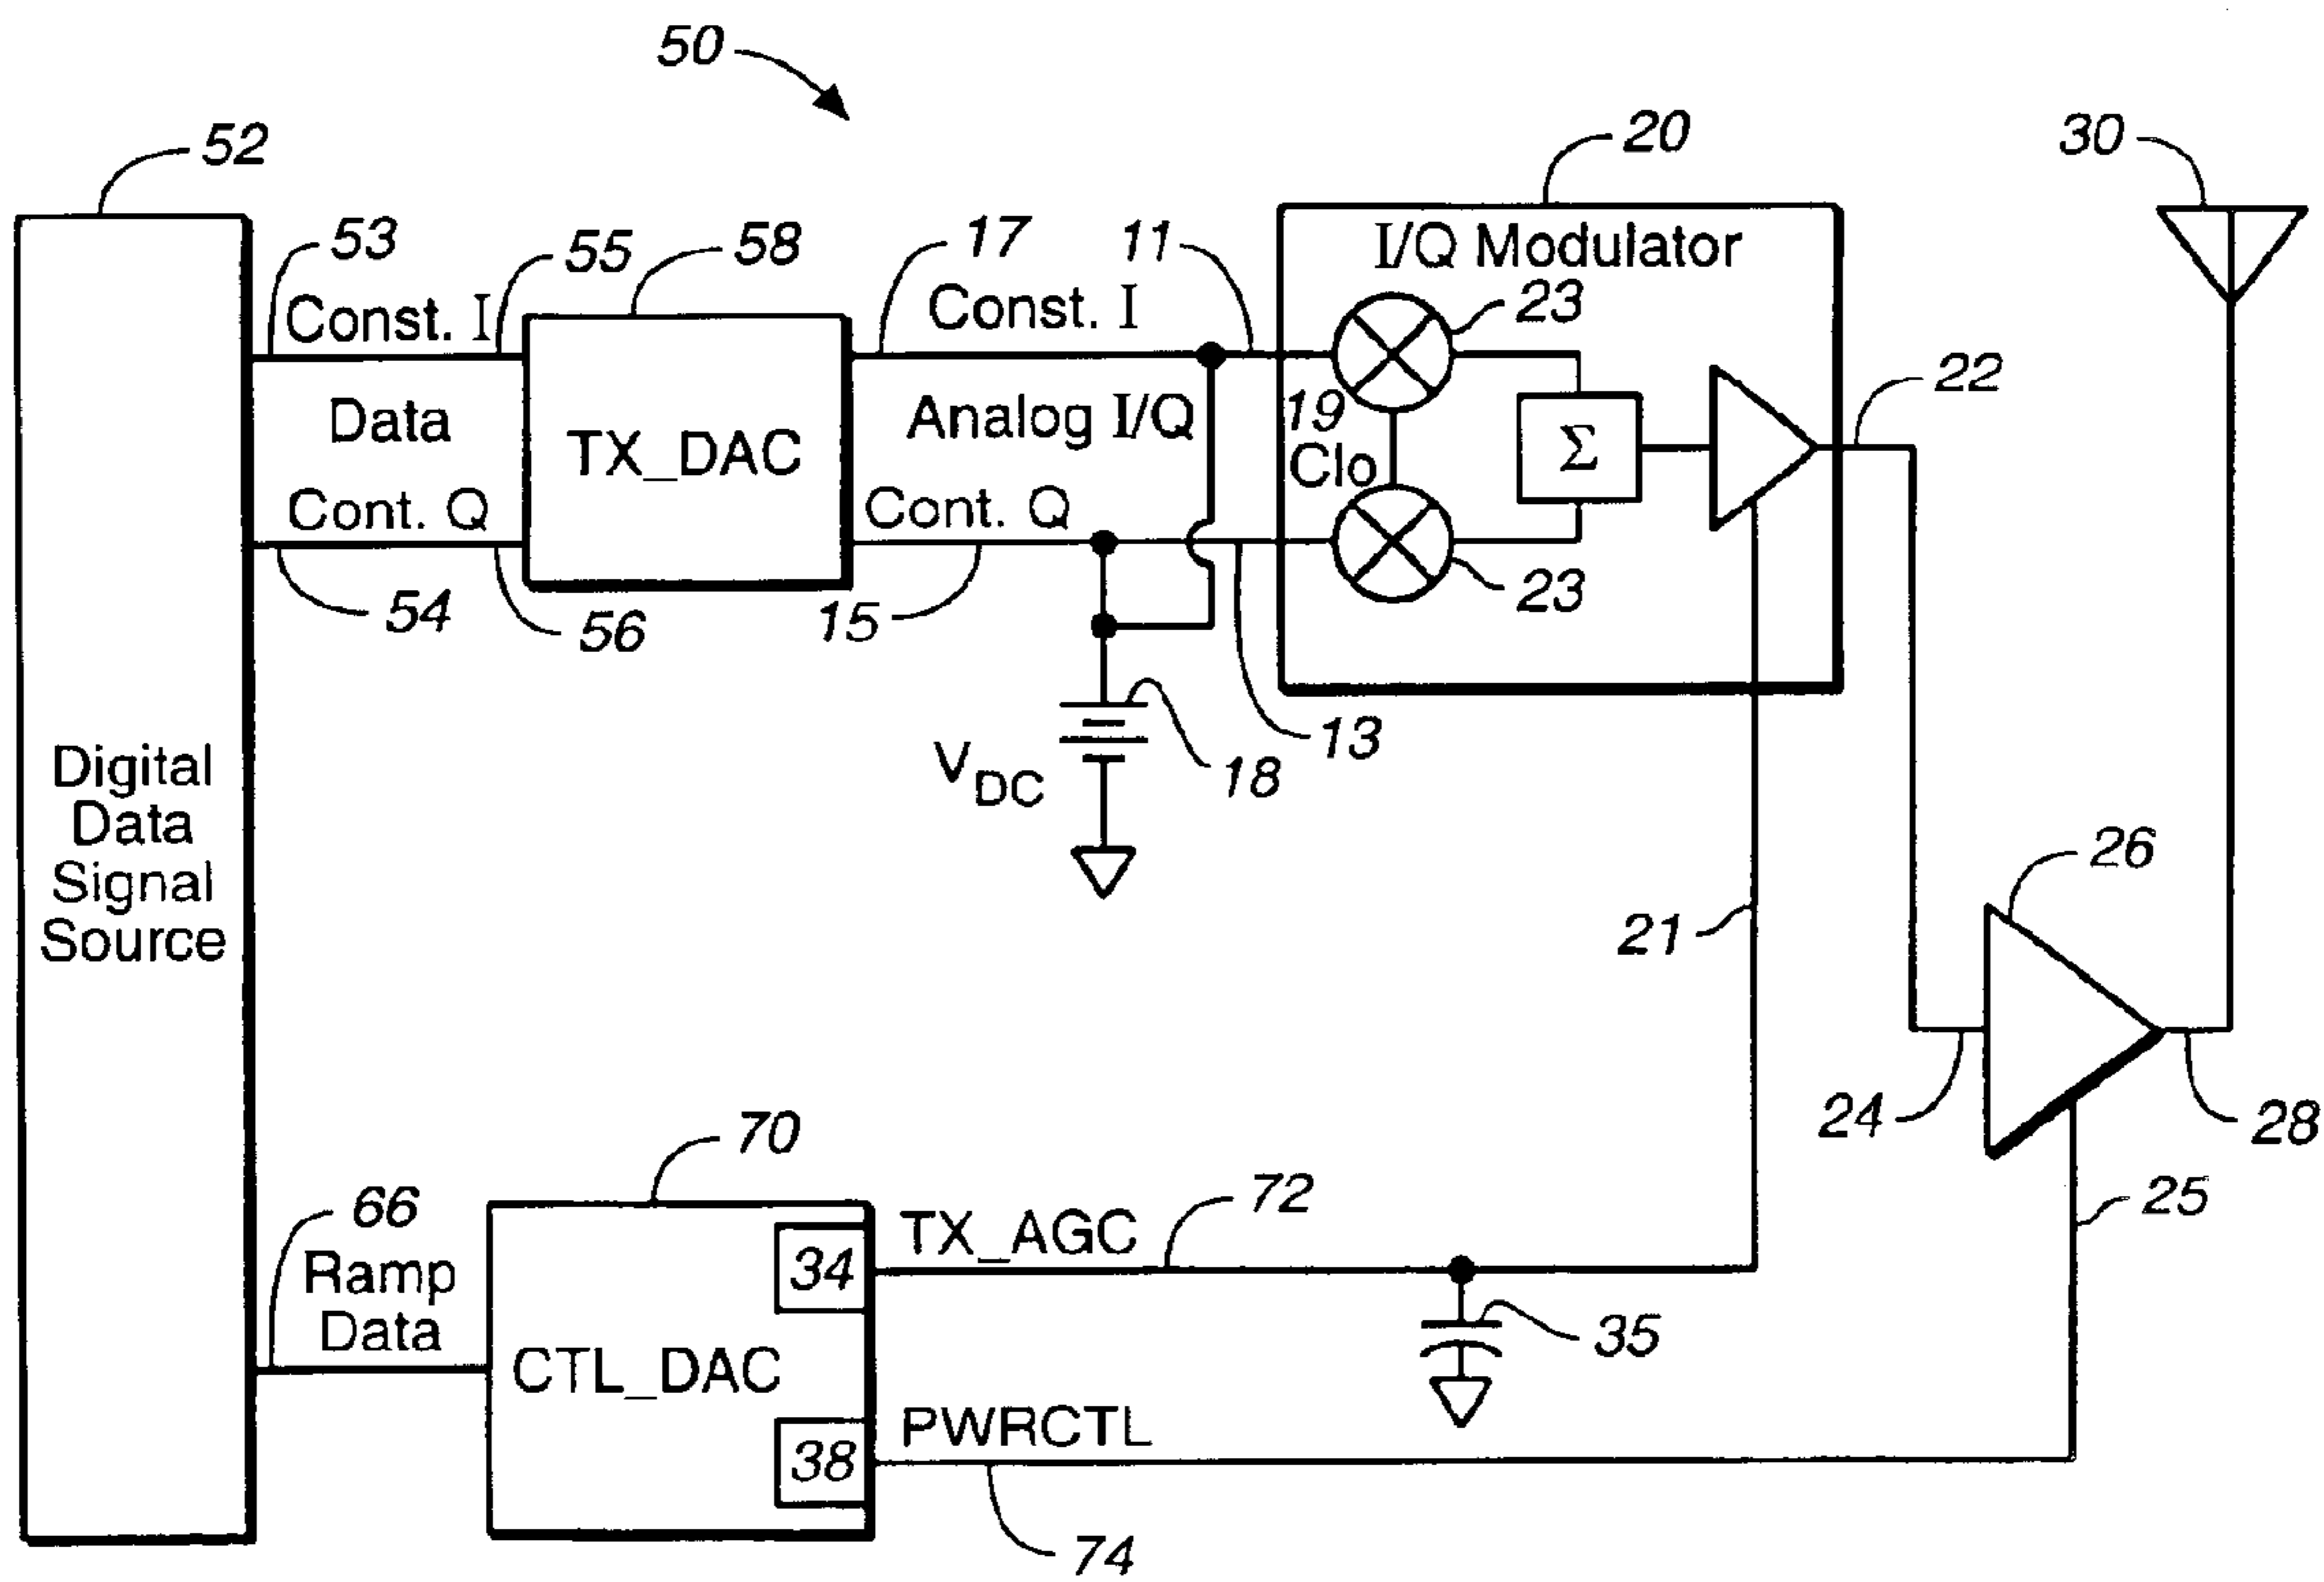 50
52
20
30
53
55
58
17
11
I/Q Modulator
23
Const. I
Const. I
22
Data
TX_DAC
Analog I/Q
19
Clo
Σ
Cont. Q
Cont. Q
54
56
15
23
13
VDC
18
Digital
Data
Signal
Source
21
26
24
28
25
70
66
Ramp
Data
34
TX_AGC
72
35
CTL_DAC
38
PWRCTL
74